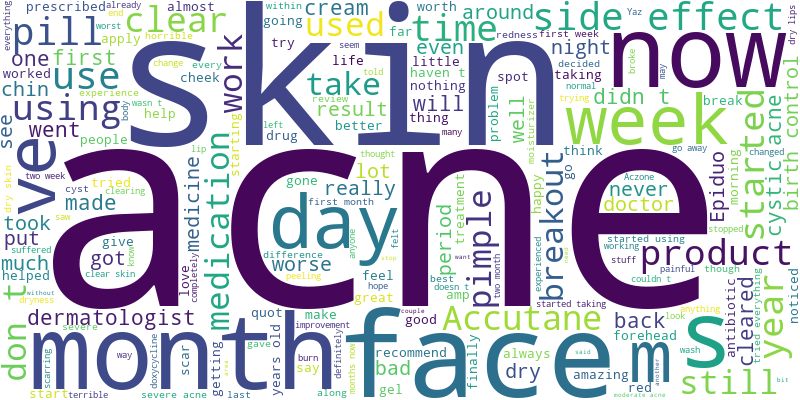 skin
acne
now
week
day
month
face
s
m
ve
pill
clear
use
used
using
work
time
side effect
cream
prescribed
already
almost
end
worst
horrible
apply
around
worth
within
going
try
far
seem
redness
first week
Yaz
everything
dry lips
one
first
worked
chin
see
went
people
experience
wasn t
change
every
cheek
body
help
take
result
better
life
even
little
haven t
nothing
will
thing
many
night
decided
taking
spot
problem
didn t
broke
may
told
review
left
drug
starting
normal
trying
break
well
moisturizer
think
go
happy
go away
Aczone
changed
started
morning
birth control
cystic acne
dry skin
two week
cyst
clearing
tried
made
medicine
lip
medication
gone
really
lot
thought
first month
period
treatment
pimple
breakout
never
doctor
Epiduo
stopped
took
put
suffered
saw
give
know
much
helped
got
love
completely
difference
worse
anyone
felt
feel
hope
best
doesn t
want
two month
experienced
started using
working
stuff
painful
though
product
noticed
without
dryness
clear skin
dermatologist
peeling
stop
great
amp
started taking
couldn t
don t
scarring
severe
doxycycline
improvement
quot
make
couple
good
Accutane
back
forehead
look
anything
cleared
antibiotic
tried everything
year
way
scar
gave
burn
say
definitely
years old
recommend
bad
finally
always
dry
amazing
red
wash
still
start
terrible
severe acne
last
getting
along
months now
area
gel
said
another
moderate acne
bit